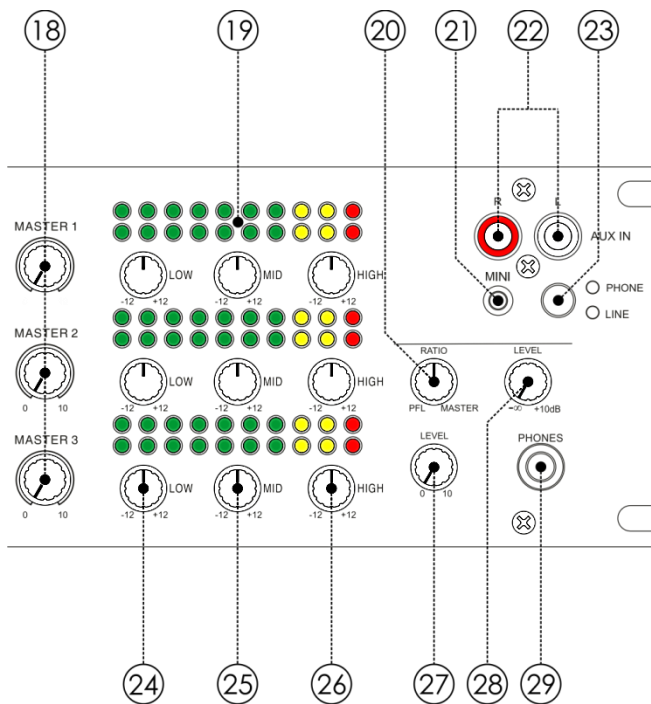 18 19 20 21 22 23
R L
MASTER 1
AUX IN
LOW MID HIGH
MINI
PHONE
-12 +12 -12 +12 -12 +12
LINE
MASTER 2
RATIO LEVEL
LOW MID HIGH
0 10
-12 +12 -12 +12 -12 +12
PFL MASTER
-∞ +10dB
MASTER 3
LEVEL PHONES
LOW MID HIGH
0 10
-12 +12 -12 +12 -12 +12
0 10
24 25 26 27 28 29